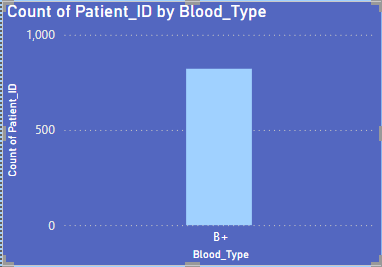 Count of Patient_ID by Blood_Type
1,000
500
0
Count of Patient_ID
B+
Blood_Type